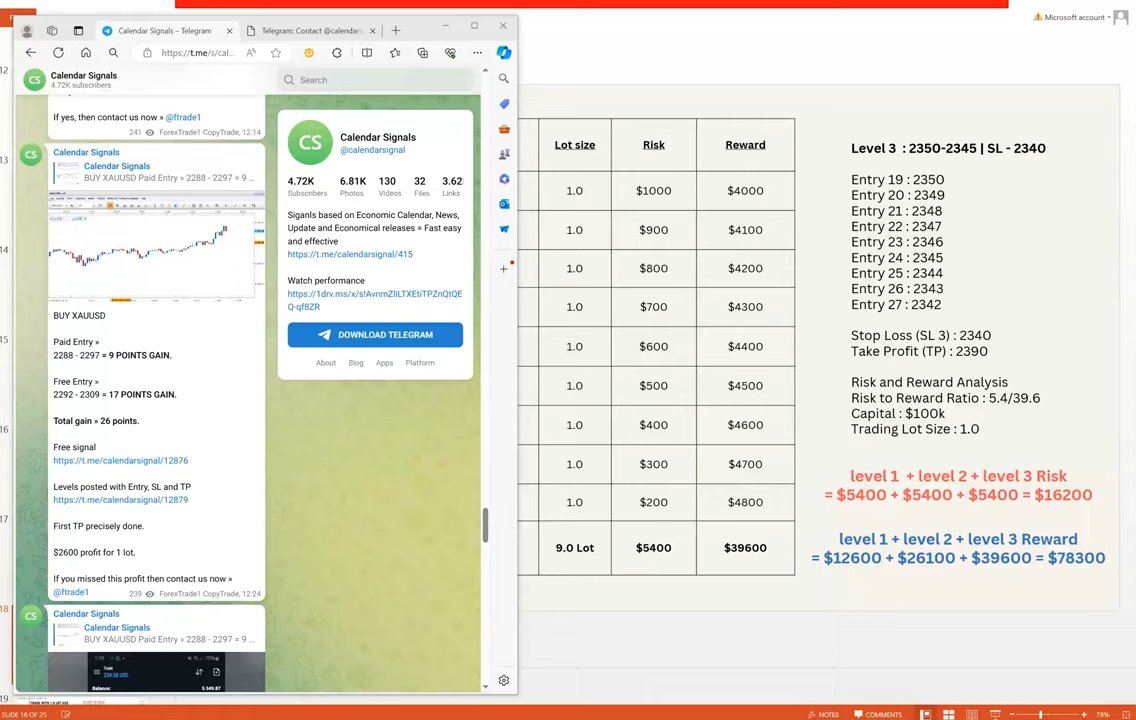 Microsoft account
Calendar Signals – Telegram
Telegram: Contact @calendars
https://t.me/s/cal...
Calendar Signals
4.72K subscribers
Search
If yes, then contact us now » @ftrade1
241 ForexTrade1 CopyTrade, 12:14
Calendar Signals
Calendar Signals
BUY XAUUSD Paid Entry » 2288 - 2297 = 9 ...
BUY XAUUSD
Paid Entry »
2288 - 2297 = 9 POINTS GAIN.
Free Entry »
2292 - 2309 = 17 POINTS GAIN.
Total gain » 26 points.
Free signal
https://t.me/calendarsignal/12876
Levels posted with Entry, SL and TP
https://t.me/calendarsignal/12879
First TP precisely done.
$2600 profit for 1 lot.
If you missed this profit then contact us now »
@ftrade1
239 ForexTrade1 CopyTrade, 12:24
Calendar Signals
Calendar Signals
BUY XAUUSD Paid Entry » 2288 - 2297 = 9 ...
Trade
Balance: 5 349.87
CS
Calendar Signals
@calendarsignal
4.72K 6.81K 130 32 3.62
Subscribers Photos Videos Files Links
Siganls based on Economic Calendar, News,
Update and Economical releases = Fast easy
and effective
https://t.me/calendarsignal/415
Watch performance
https://1drv.ms/x/s!AvnmZliLTXEtiTPZnQtQE
Q-qf8ZR
DOWNLOAD TELEGRAM
About Blog Apps Platform
Lot size Risk Reward
1.0 $1000 $4000
1.0 $900 $4100
1.0 $800 $4200
1.0 $700 $4300
1.0 $600 $4400
1.0 $500 $4500
1.0 $400 $4600
1.0 $300 $4700
1.0 $200 $4800
9.0 Lot $5400 $39600
Level 3 : 2350-2345 | SL - 2340
Entry 19 : 2350
Entry 20 : 2349
Entry 21 : 2348
Entry 22 : 2347
Entry 23 : 2346
Entry 24 : 2345
Entry 25 : 2344
Entry 26 : 2343
Entry 27 : 2342
Stop Loss (SL 3) : 2340
Take Profit (TP) : 2390
Risk and Reward Analysis
Risk to Reward Ratio : 5.4/39.6
Capital : $100k
Trading Lot Size : 1.0
level 1 + level 2 + level 3 Risk
= $5400 + $5400 + $5400 = $16200
level 1 + level 2 + level 3 Reward
= $12600 + $26100 + $39600 = $78300
12
13
14
15
16
17
18
19
SLIDE 18 OF 25
NOTES
COMMENTS
78%